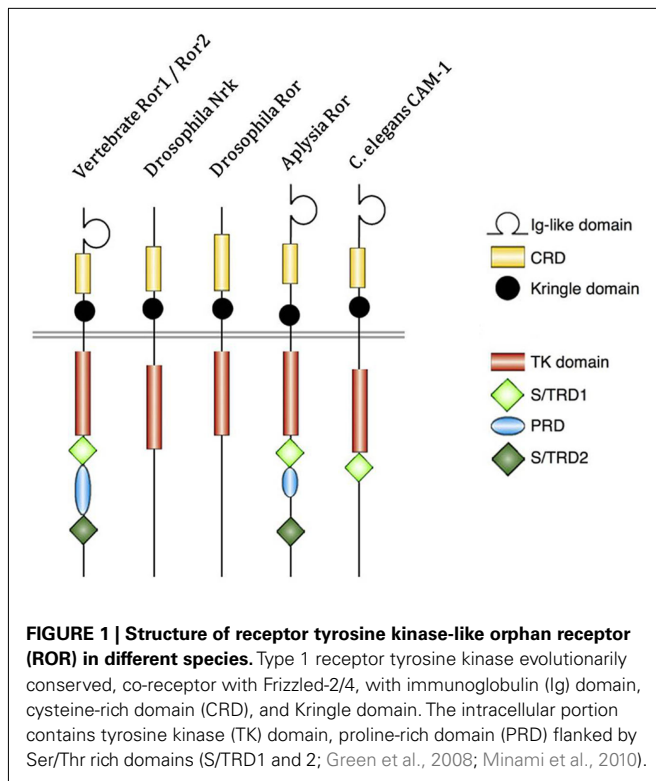 Vertebrate Ror1 / Ror2
Drosophila Nrk
Drosophila Ror
Aplysia Ror
C. elegans CAM-1
Ig-like domain
CRD
Kringle domain
TK domain
S/TRD1
PRD
S/TRD2
FIGURE 1 | Structure of receptor tyrosine kinase-like orphan receptor
(ROR) in different species. Type 1 receptor tyrosine kinase evolutionarily
conserved, co-receptor with Frizzled-2/4, with immunoglobulin (Ig) domain,
cysteine-rich domain (CRD), and Kringle domain. The intracellular portion
contains tyrosine kinase (TK) domain, proline-rich domain (PRD) flanked by
Ser/Thr rich domains (S/TRD1 and 2; Green et al., 2008; Minami et al., 2010).